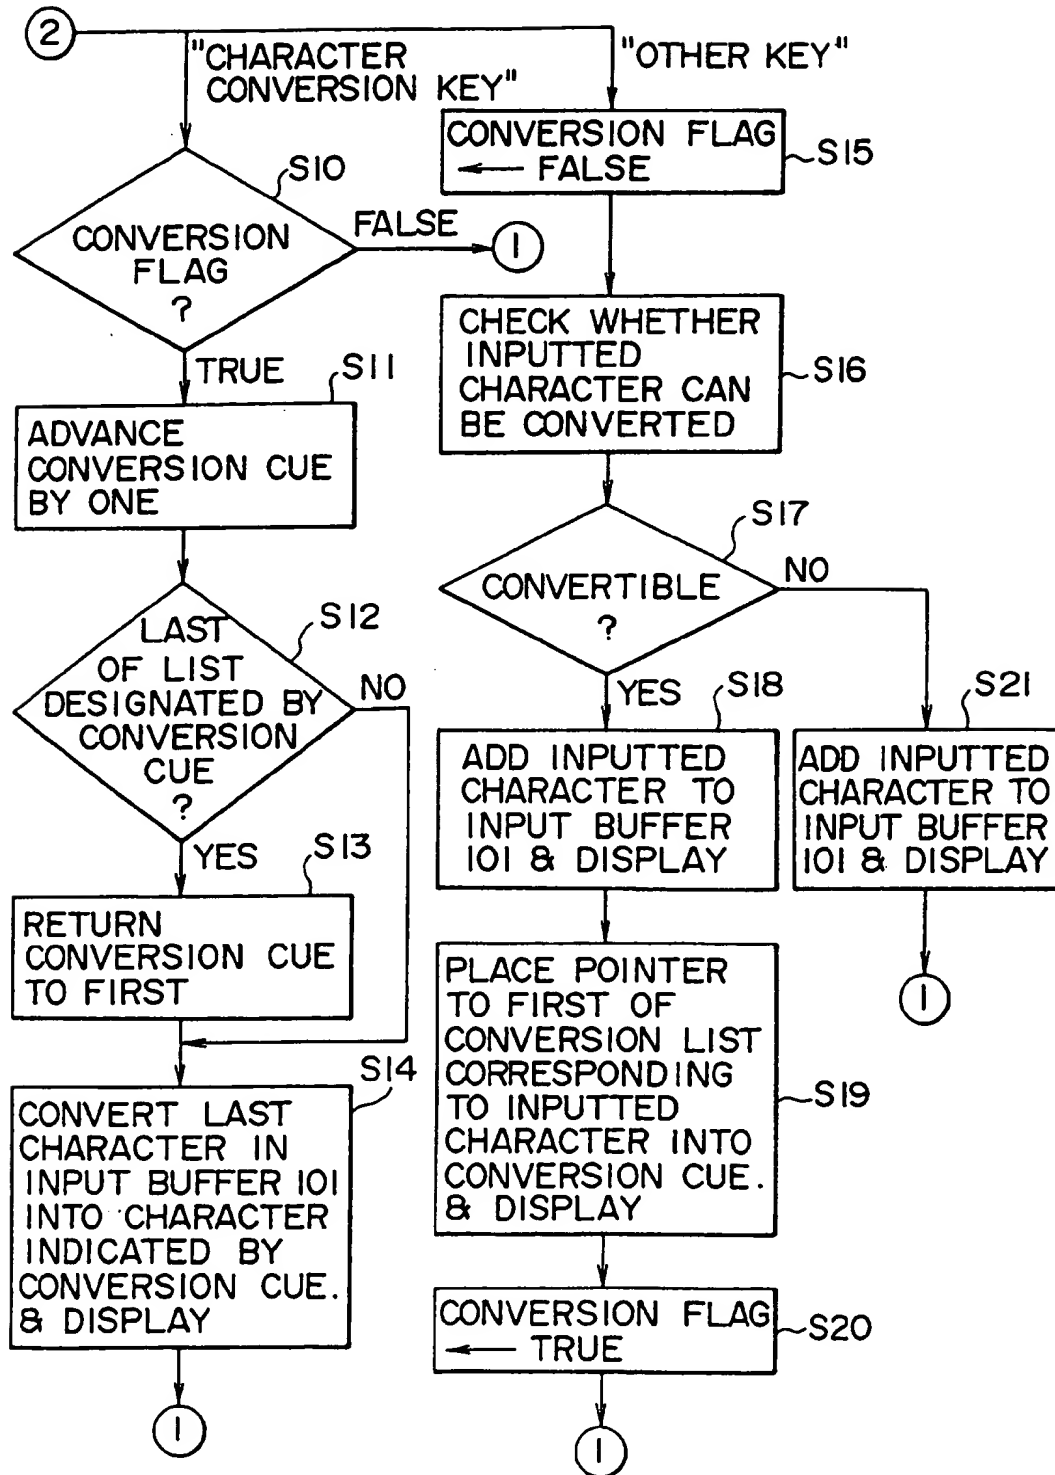 2
"CHARACTER
CONVERSION KEY"
"OTHER KEY"
CONVERSION FLAG
← FALSE
S15
S10
CONVERSION
FLAG
?
FALSE
1
TRUE
S11
ADVANCE
CONVERSION CUE
BY ONE
CHECK WHETHER
INPUTTED
CHARACTER CAN
BE CONVERTED
S16
S12
LAST
OF LIST
DESIGNATED BY
CONVERSION
CUE
?
NO
YES
S13
RETURN
CONVERSION CUE
TO FIRST
S14
CONVERT LAST
CHARACTER IN
INPUT BUFFER 101
INTO CHARACTER
INDICATED BY
CONVERSION CUE.
& DISPLAY
1
S17
CONVERTIBLE
?
NO
YES
S18
ADD INPUTTED
CHARACTER TO
INPUT BUFFER
101 & DISPLAY
S21
ADD INPUTTED
CHARACTER TO
INPUT BUFFER
101 & DISPLAY
1
PLACE POINTER
TO FIRST OF
CONVERSION LIST
CORRESPONDING
TO INPUTTED
CHARACTER INTO
CONVERSION CUE.
& DISPLAY
S19
CONVERSION FLAG
← TRUE
S20
1